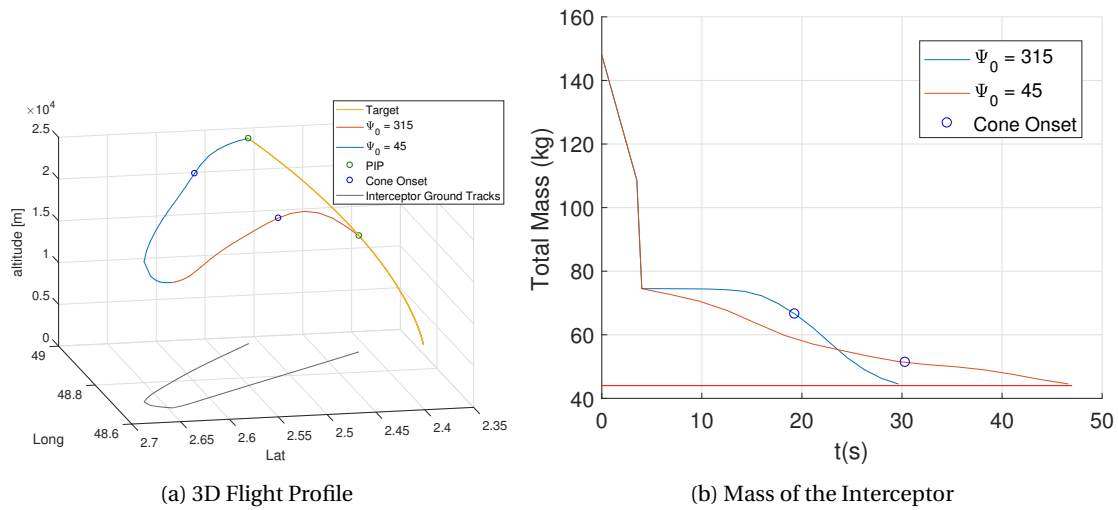 ×10⁴
2.5
2
1.5
1
0.5
0
altitude [m]
49
48.8
48.6
Long
2.7
2.65
2.6
2.55
2.5
2.45
2.4
2.35
Lat
Target
Ψ₀ = 315
Ψ₀ = 45
PIP
Cone Onset
Interceptor Ground Tracks
(a) 3D Flight Profile
160
140
120
100
80
60
40
Total Mass (kg)
0 10 20 30 40 50
t(s)
Ψ₀ = 315
Ψ₀ = 45
Cone Onset
(b) Mass of the Interceptor